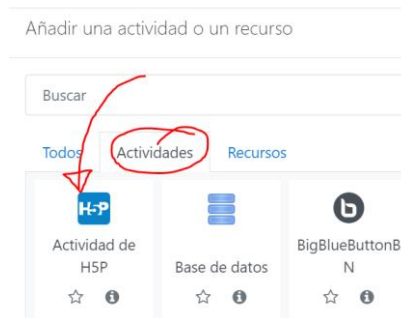 Añadir una actividad o un recurso
Buscar
Todos Actividades Recursos
H5P
b
Actividad de
H5P
Base de datos
BigBlueButtonB
N